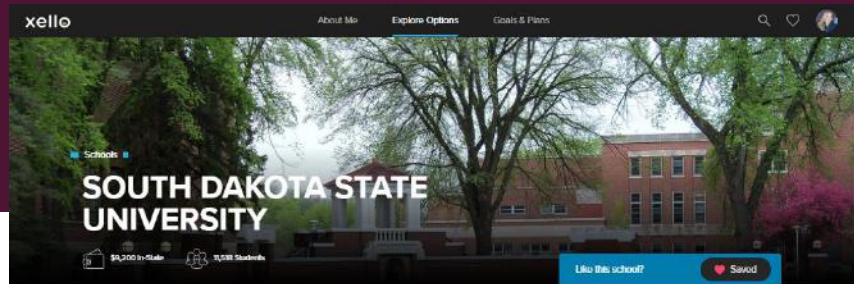 xello
About Me Explore Options Goals & Plans
Schools
SOUTH DAKOTA STATE
UNIVERSITY
$9,200 In-State 11,518 Students
Like this school? Saved